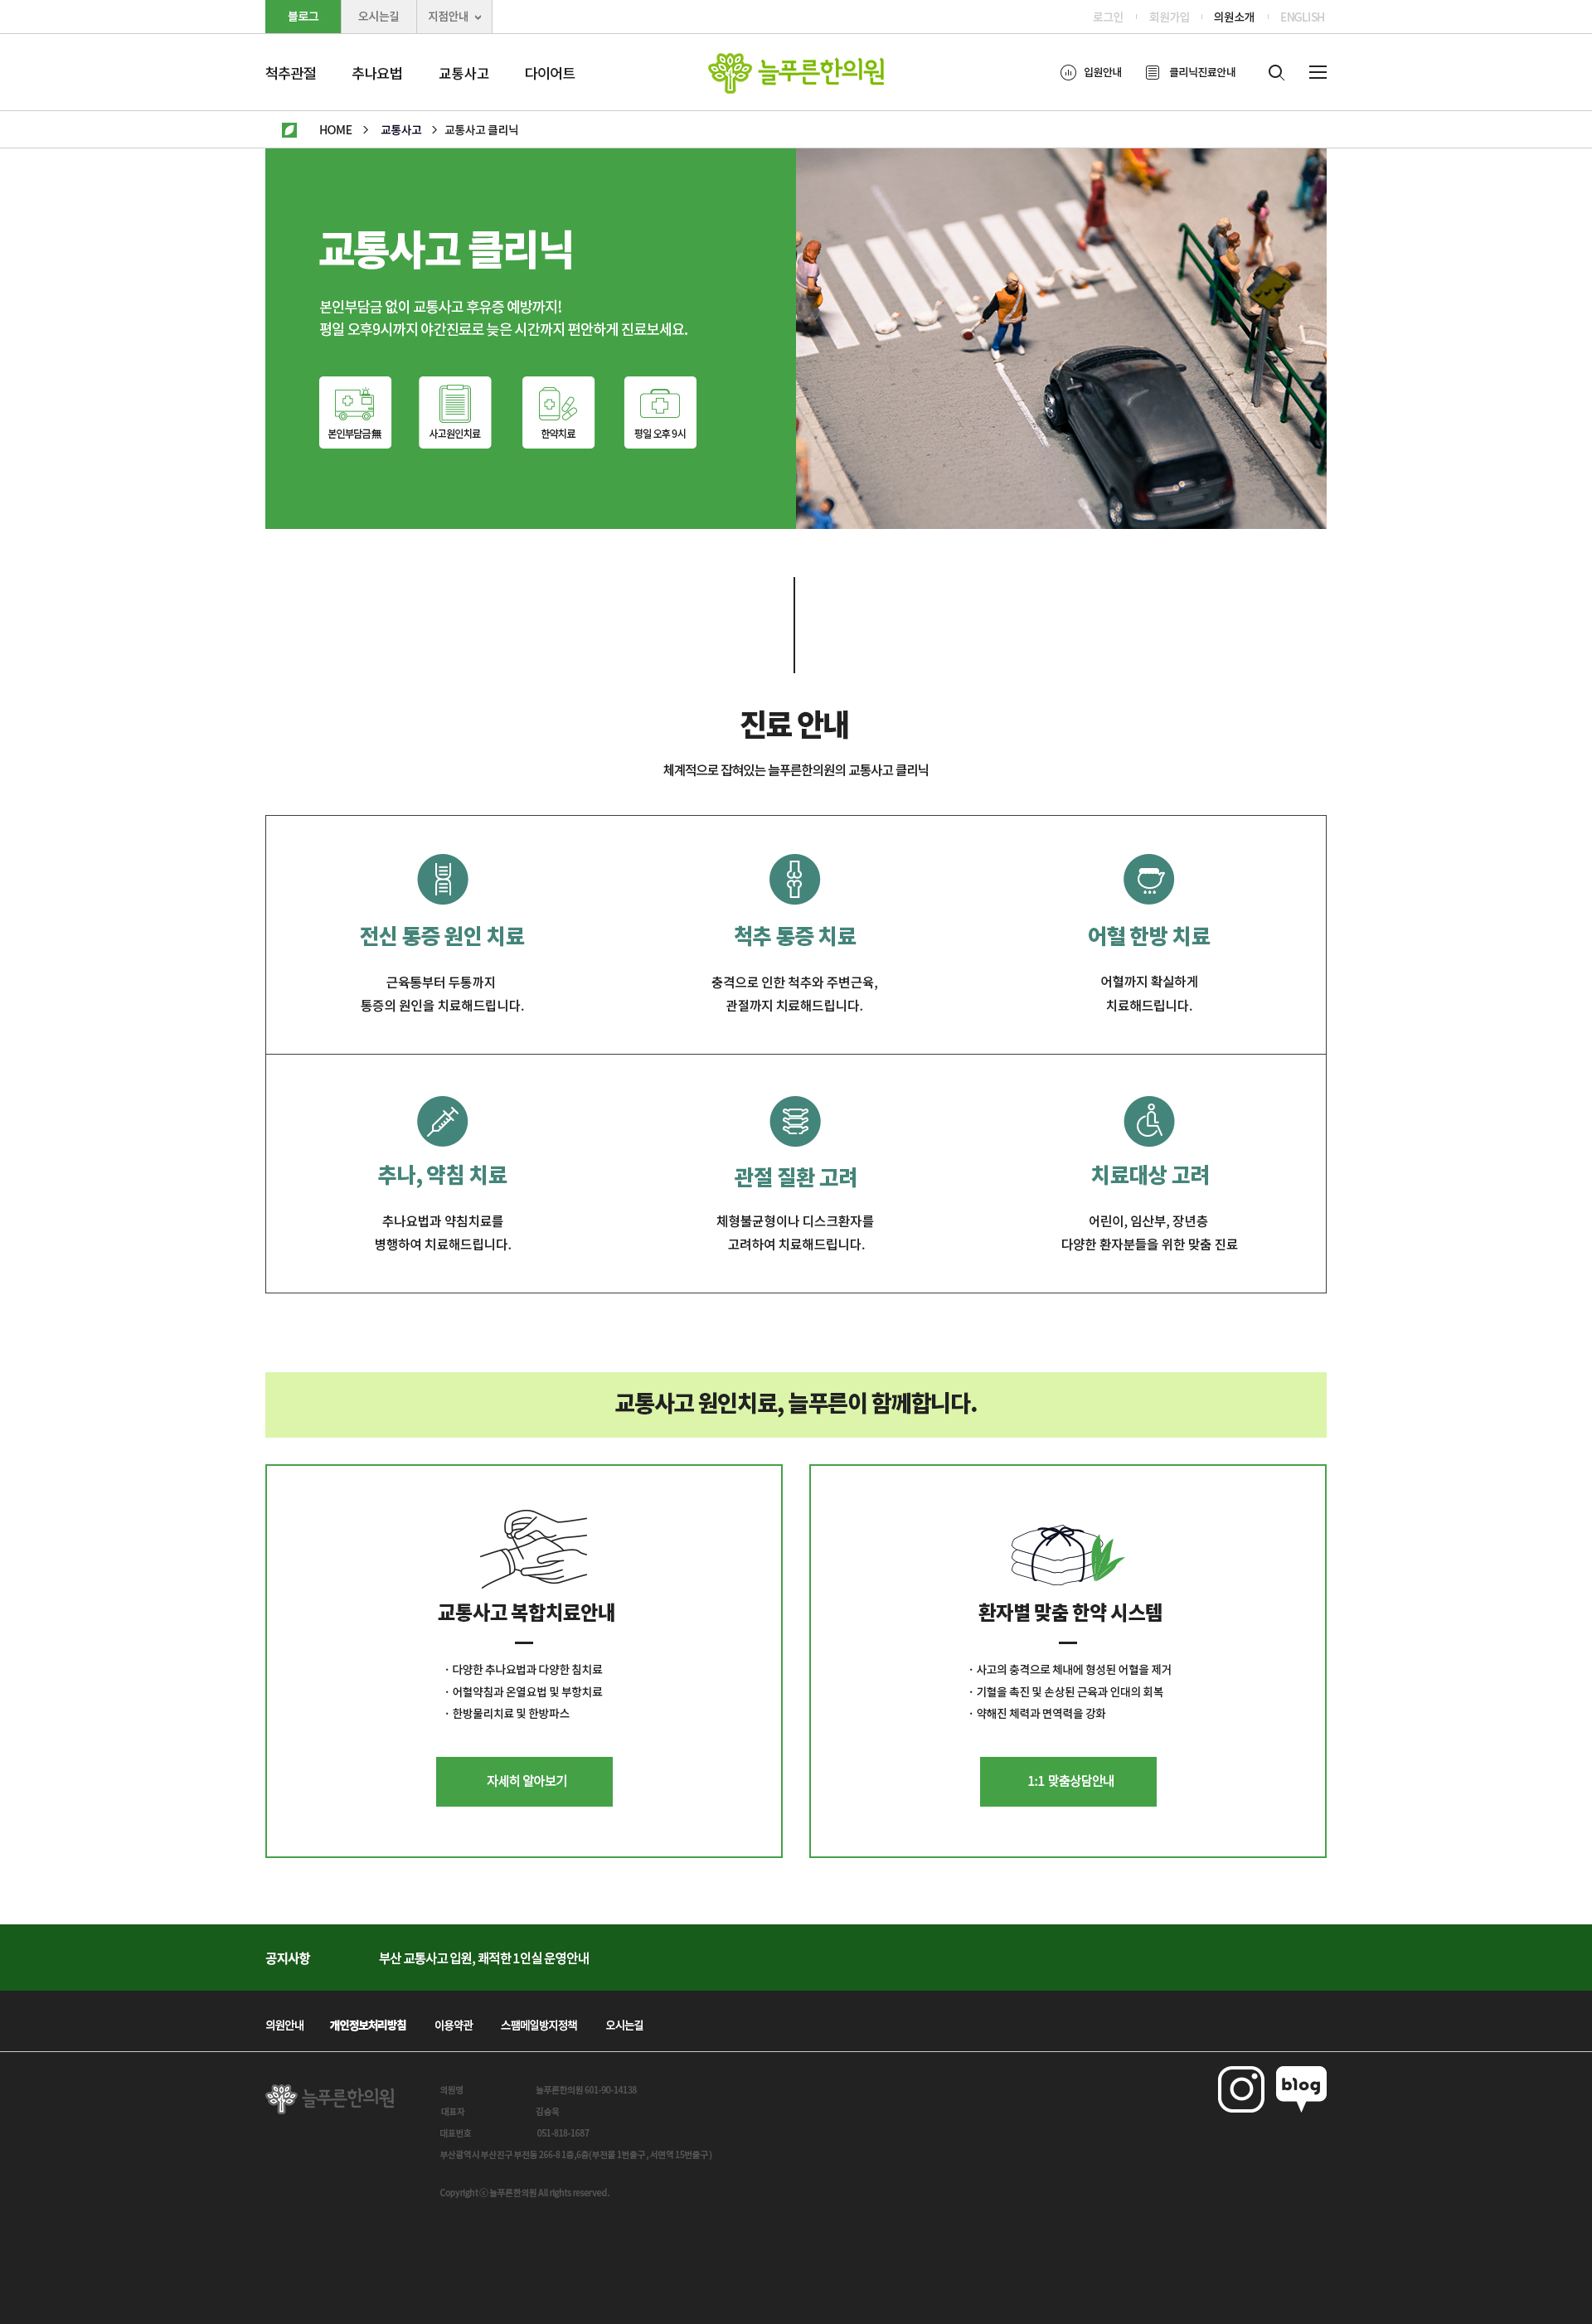 블로그
오시는길
지점안내
로그인
회원가입
의원소개
ENGLISH
척추관절
추나요법
교통사고
다이어트
늘푸른한의원
입원안내
클리닉진료안내
HOME
교통사고
교통사고 클리닉
교통사고 클리닉
본인부담금 없이 교통사고 후유증 예방까지!
평일 오후9시까지 야간진료로 늦은 시간까지 편안하게 진료보세요.
본인부담금無
사고원인치료
한약치료
평일 오후 9시
진료 안내
체계적으로 잡혀있는 늘푸른한의원의 교통사고 클리닉
전신 통증 원인 치료
근육통부터 두통까지
통증의 원인을 치료해드립니다.
척추 통증 치료
충격으로 인한 척추와 주변근육,
관절까지 치료해드립니다.
어혈 한방 치료
어혈까지 확실하게
치료해드립니다.
추나, 약침 치료
추나요법과 약침치료를
병행하여 치료해드립니다.
관절 질환 고려
체형불균형이나 디스크환자를
고려하여 치료해드립니다.
치료대상 고려
어린이, 임산부, 장년층
다양한 환자분들을 위한 맞춤 진료
교통사고 원인치료, 늘푸른이 함께합니다.
교통사고 복합치료안내
· 다양한 추나요법과 다양한 침치료
· 어혈약침과 온열요법 및 부항치료
· 한방물리치료 및 한방파스
자세히 알아보기
환자별 맞춤 한약 시스템
· 사고의 충격으로 체내에 형성된 어혈을 제거
· 기혈을 촉진 및 손상된 근육과 인대의 회복
· 약해진 체력과 면역력을 강화
1:1 맞춤상담안내
공지사항
부산 교통사고 입원, 쾌적한 1인실 운영안내
의원안내
개인정보처리방침
이용약관
스팸메일방지정책
오시는길
늘푸른한의원
의원명 늘푸른한의원 601-90-14138
대표자 김승욱
대표번호 051-818-1687
부산광역시 부산진구 부전동 266-8 1층,6층(부전몰 1번출구, 서면역 15번출구)
Copyright ⓒ 늘푸른한의원 All rights reserved.
blog